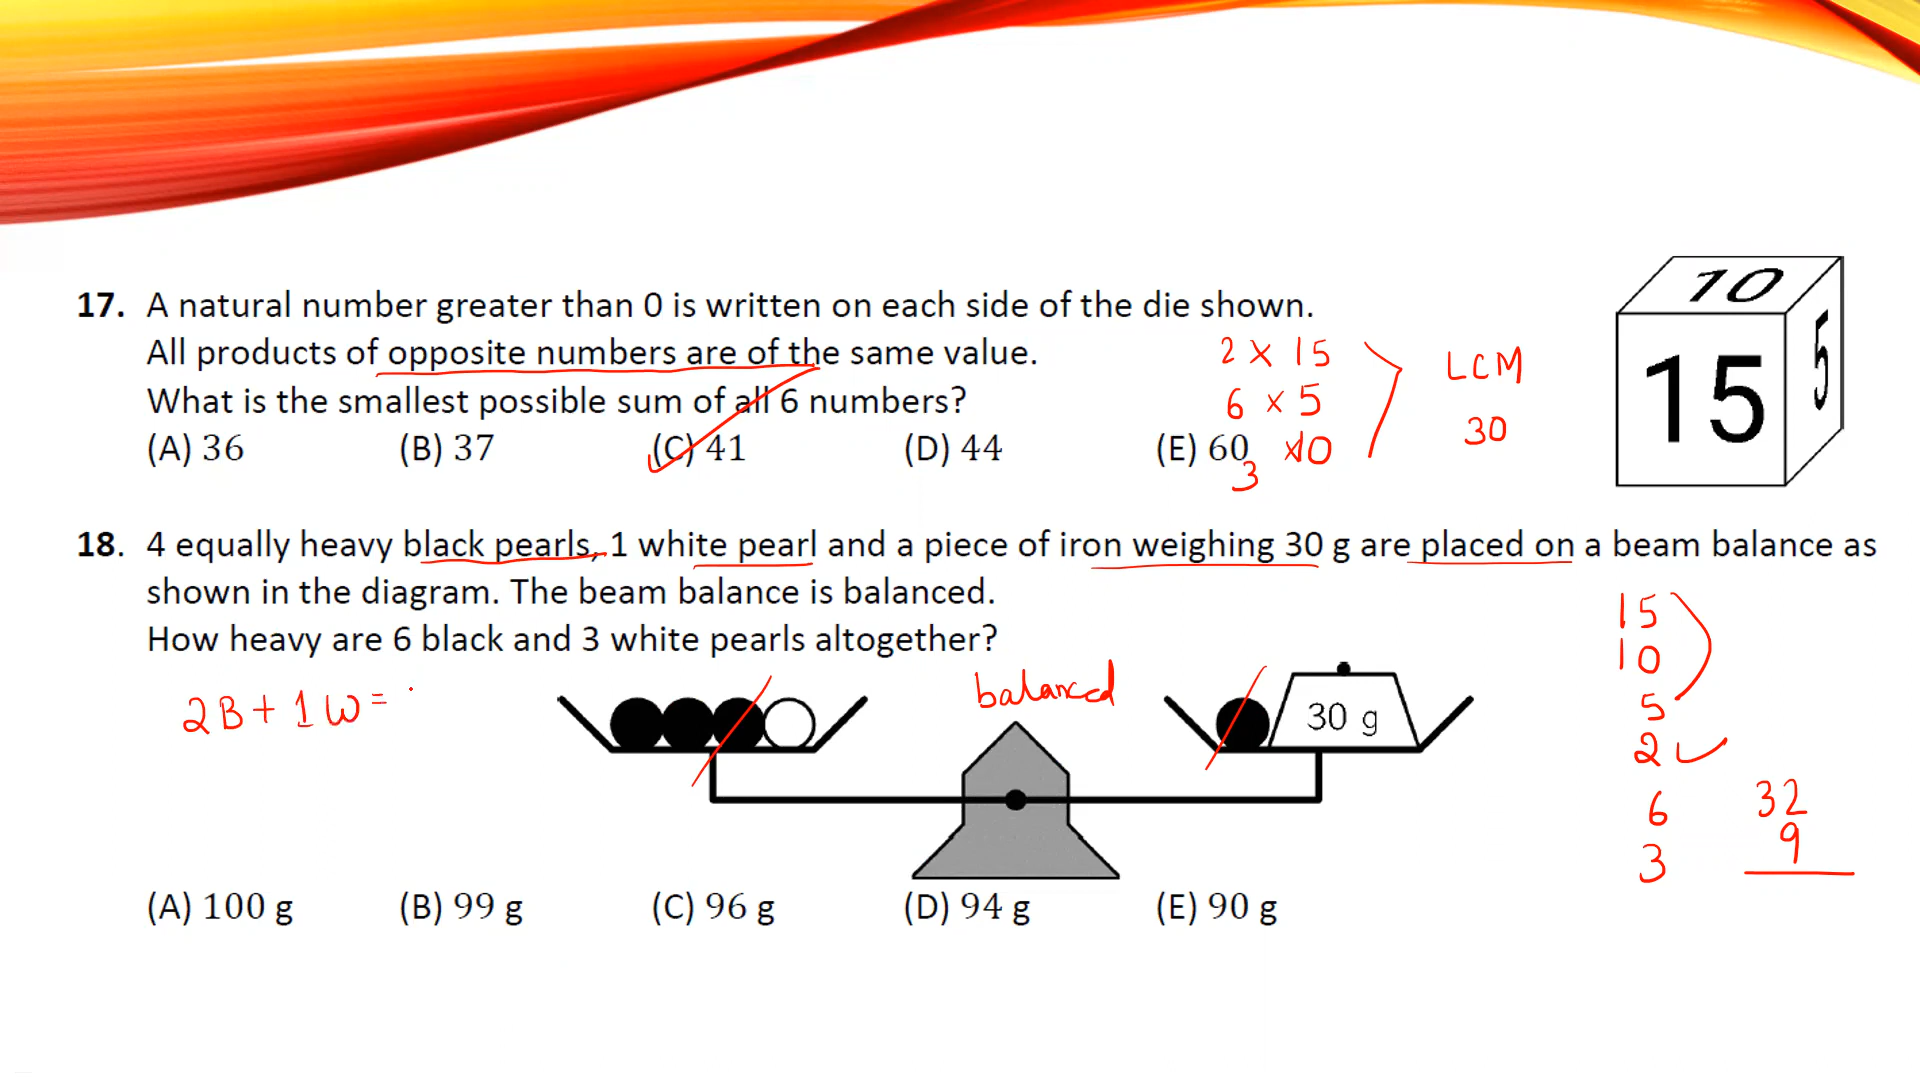 17. A natural number greater than 0 is written on each side of the die shown.
All products of opposite numbers are of the same value.
What is the smallest possible sum of all 6 numbers?
(A) 36 (B) 37 (C) 41 (D) 44 (E) 60
2 × 15
6 × 5
3 × 10
LCM
30
10
15
5
18. 4 equally heavy black pearls, 1 white pearl and a piece of iron weighing 30 g are placed on a beam balance as
shown in the diagram. The beam balance is balanced.
How heavy are 6 black and 3 white pearls altogether?
2B + 1W =
balanced
30 g
15
10
5
2
6
3
32
9
(A) 100 g (B) 99 g (C) 96 g (D) 94 g (E) 90 g